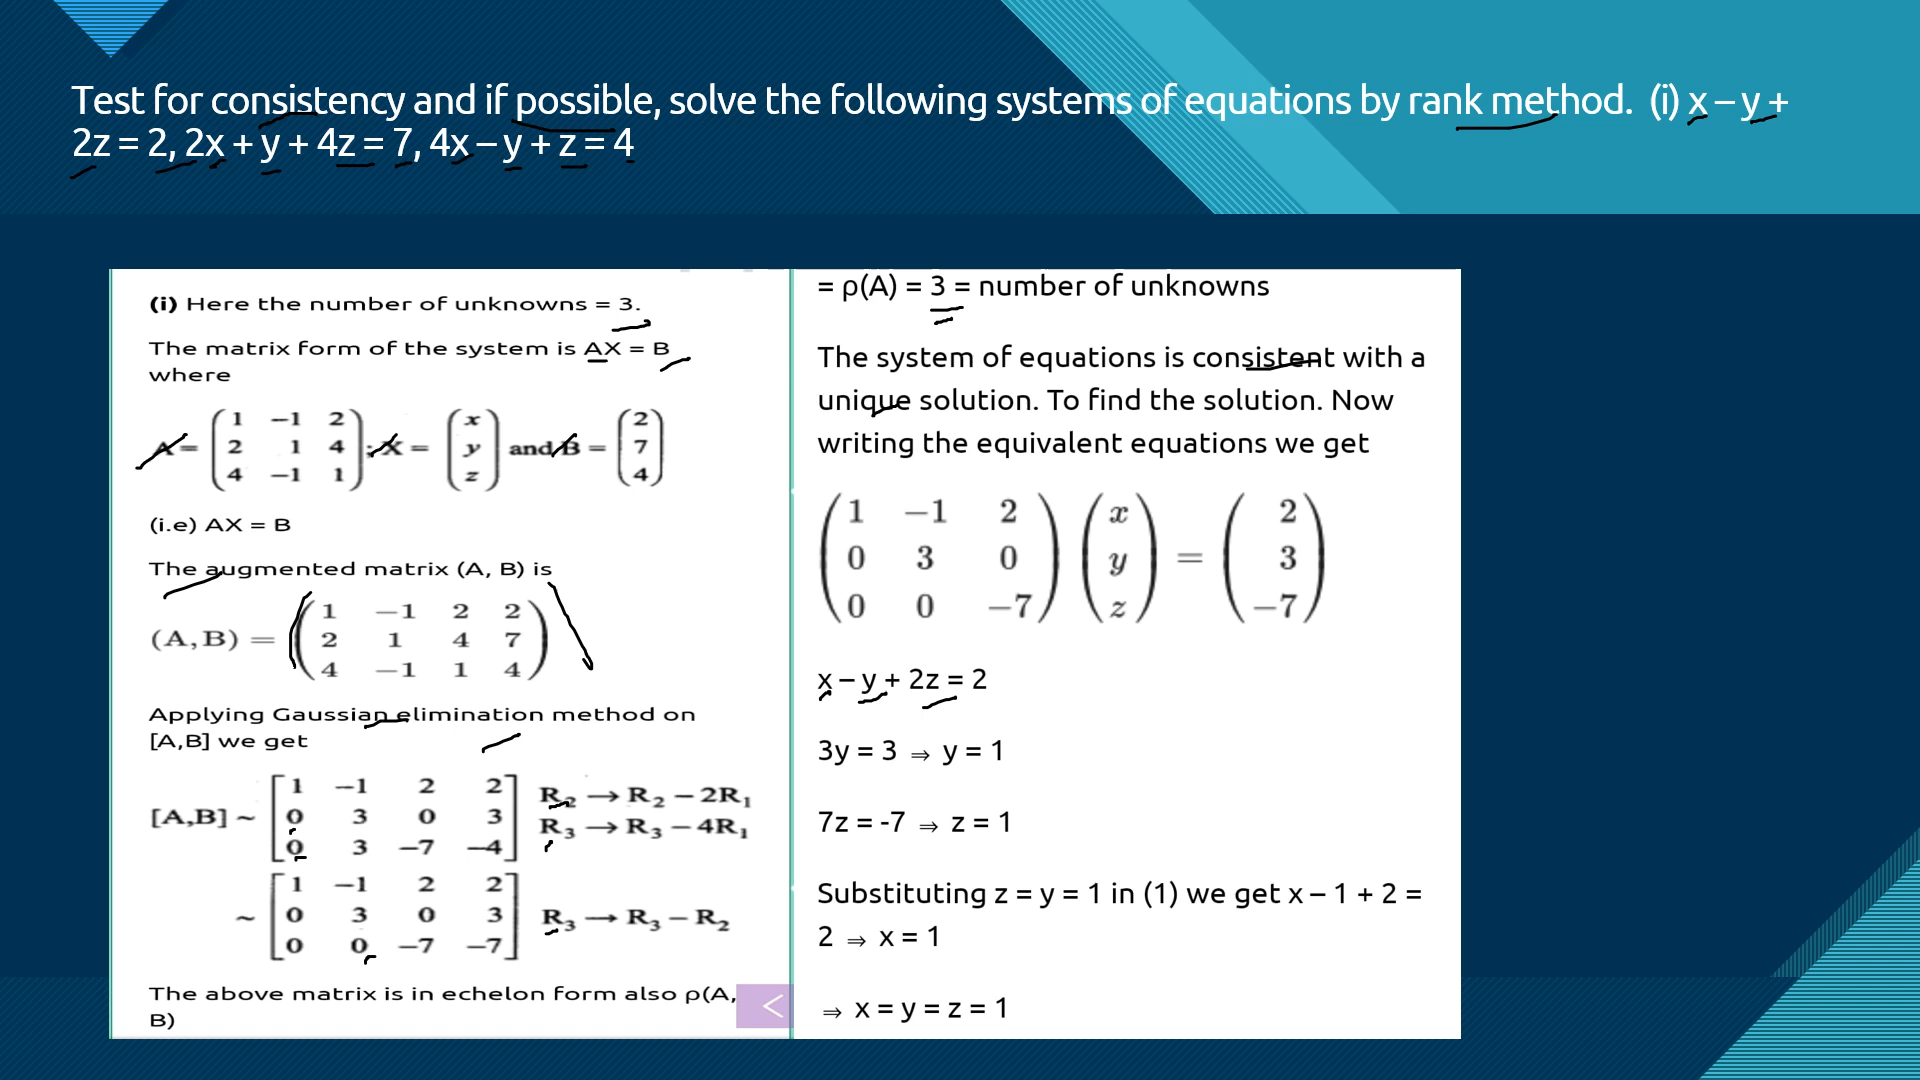 Test for consistency and if possible, solve the following systems of equations by rank method. (i) x – y +
2z = 2, 2x + y + 4z = 7, 4x – y + z = 4
(i) Here the number of unknowns = 3.
The matrix form of the system is AX = B
where
A = ( 1 −1 2
2 1 4
4 −1 1 ) ; X = ( x
y
z ) and B = ( 2
7
4 )
(i.e) AX = B
The augmented matrix (A, B) is
(A, B) = ( 1 −1 2 2
2 1 4 7
4 −1 1 4 )
Applying Gaussian elimination method on
[A,B] we get
[A,B] ~ [ 1 −1 2 2
0 3 0 3
0 3 −7 −4 ] R₂ → R₂ − 2R₁
R₃ → R₃ − 4R₁
~ [ 1 −1 2 2
0 3 0 3
0 0 −7 −7 ] R₃ → R₃ − R₂
The above matrix is in echelon form also ρ(A,
B)
<
= ρ(A) = 3 = number of unknowns
The system of equations is consistent with a
unique solution. To find the solution. Now
writing the equivalent equations we get
( 1 −1 2
0 3 0
0 0 −7 ) ( x
y
z ) = ( 2
3
−7 )
x – y + 2z = 2
3y = 3 ⇒ y = 1
7z = -7 ⇒ z = 1
Substituting z = y = 1 in (1) we get x – 1 + 2 =
2 ⇒ x = 1
⇒ x = y = z = 1